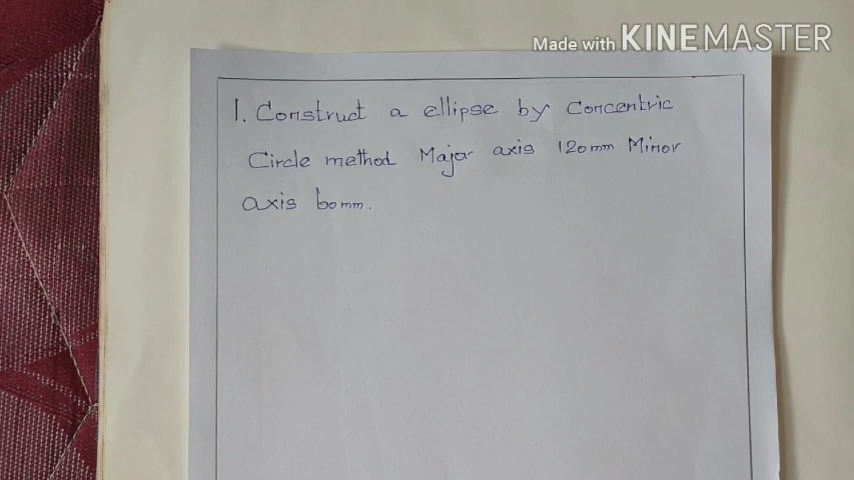 Made with KINEMASTER
1. Construct a ellipse by Concentric
Circle method Major axis 120mm Minor
axis 60mm.